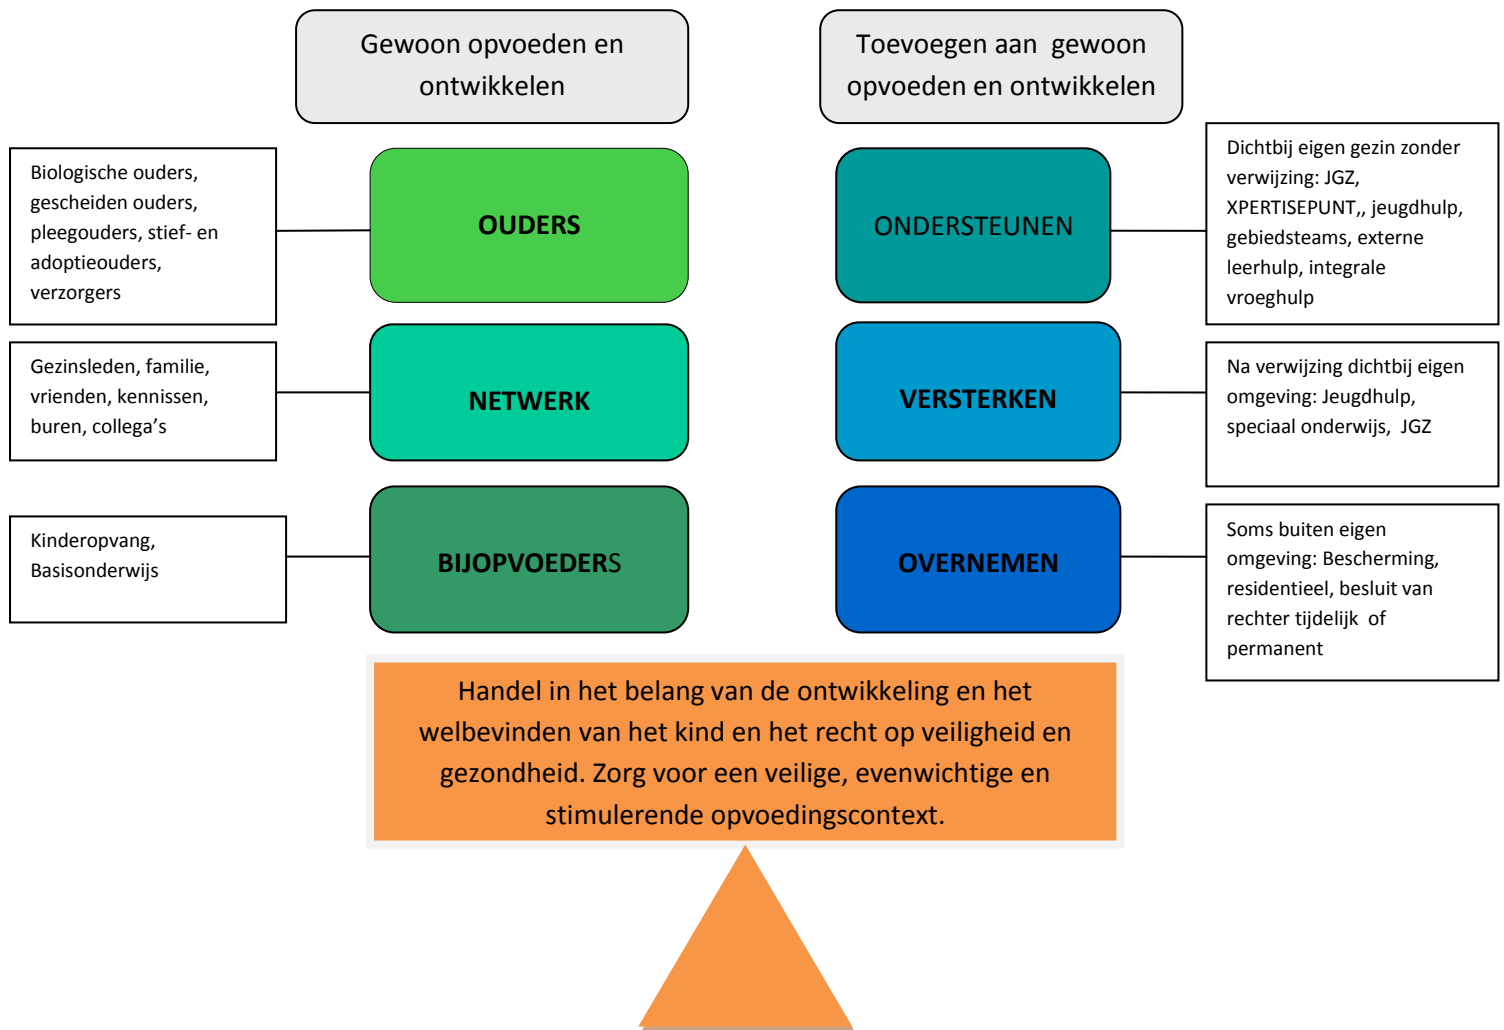 Gewoon opvoeden en
ontwikkelen
Toevoegen aan gewoon
opvoeden en ontwikkelen
Biologische ouders,
gescheiden ouders,
pleegouders, stief- en
adoptieouders,
verzorgers
OUDERS
ONDERSTEUNEN
Dichtbij eigen gezin zonder
verwijzing: JGZ,
XPERTISEPUNT,, jeugdhulp,
gebiedsteams, externe
leerhulp, integrale
vroeghulp
Gezinsleden, familie,
vrienden, kennissen,
buren, collega’s
NETWERK
VERSTERKEN
Na verwijzing dichtbij eigen
omgeving: Jeugdhulp,
speciaal onderwijs, JGZ
Kinderopvang,
Basisonderwijs
BIJOPVOEDERS
OVERNEMEN
Soms buiten eigen
omgeving: Bescherming,
residentieel, besluit van
rechter tijdelijk of
permanent
Handel in het belang van de ontwikkeling en het
welbevinden van het kind en het recht op veiligheid en
gezondheid. Zorg voor een veilige, evenwichtige en
stimulerende opvoedingscontext.